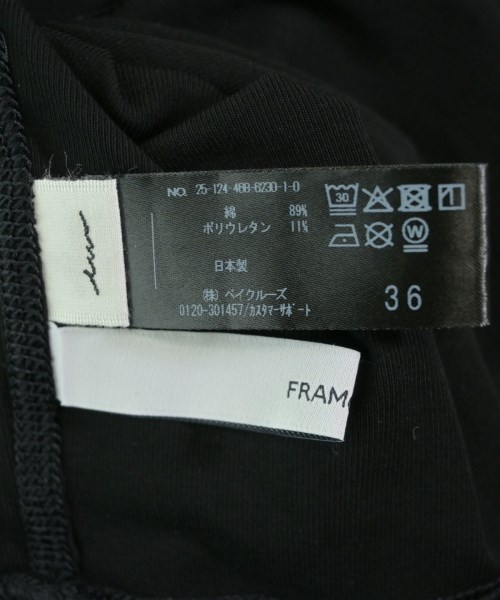 NO. 25-124-488-6230-1-0
綿 89%
ポリウレタン 11%
日本製
(株) ベイクルーズ
0120-301457/カスタマーサポート
30
W
36
FRAM